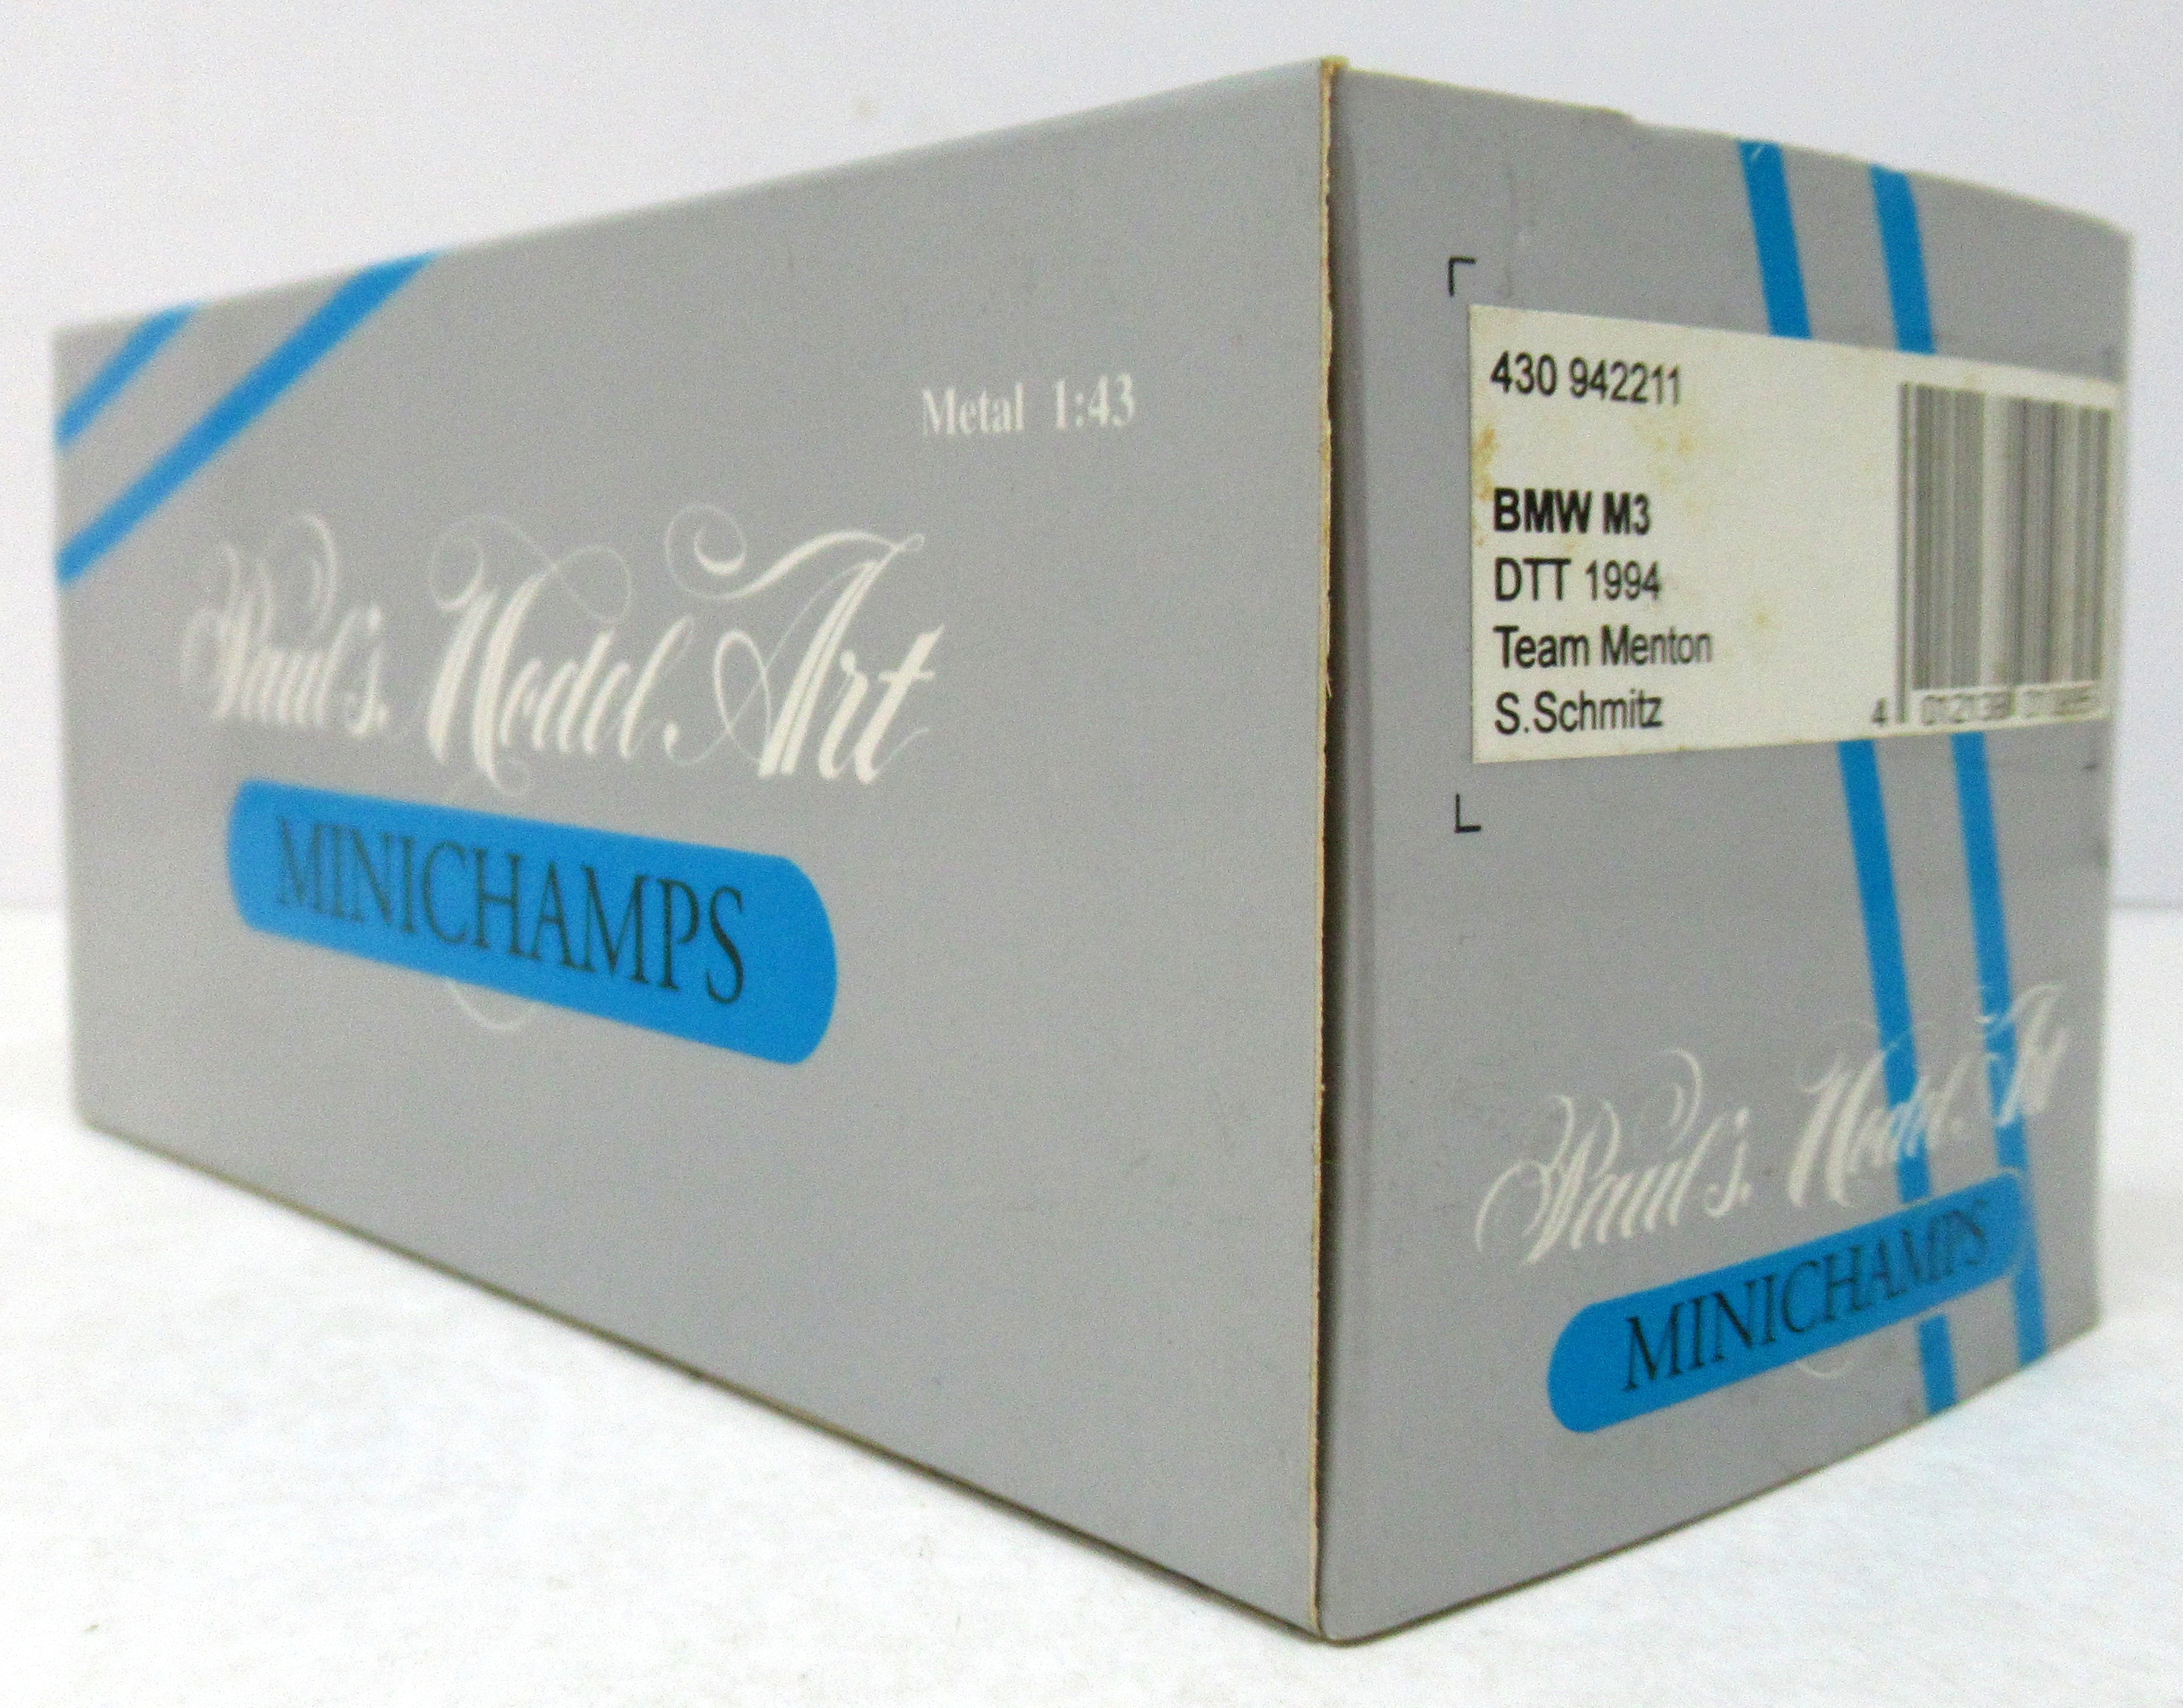 Metal 1:43
Paul's Model Art
MINICHAMPS
430 942211
BMW M3
DTT 1994
Team Menton
S.Schmitz
4
Paul's Model Art
MINICHAMPS